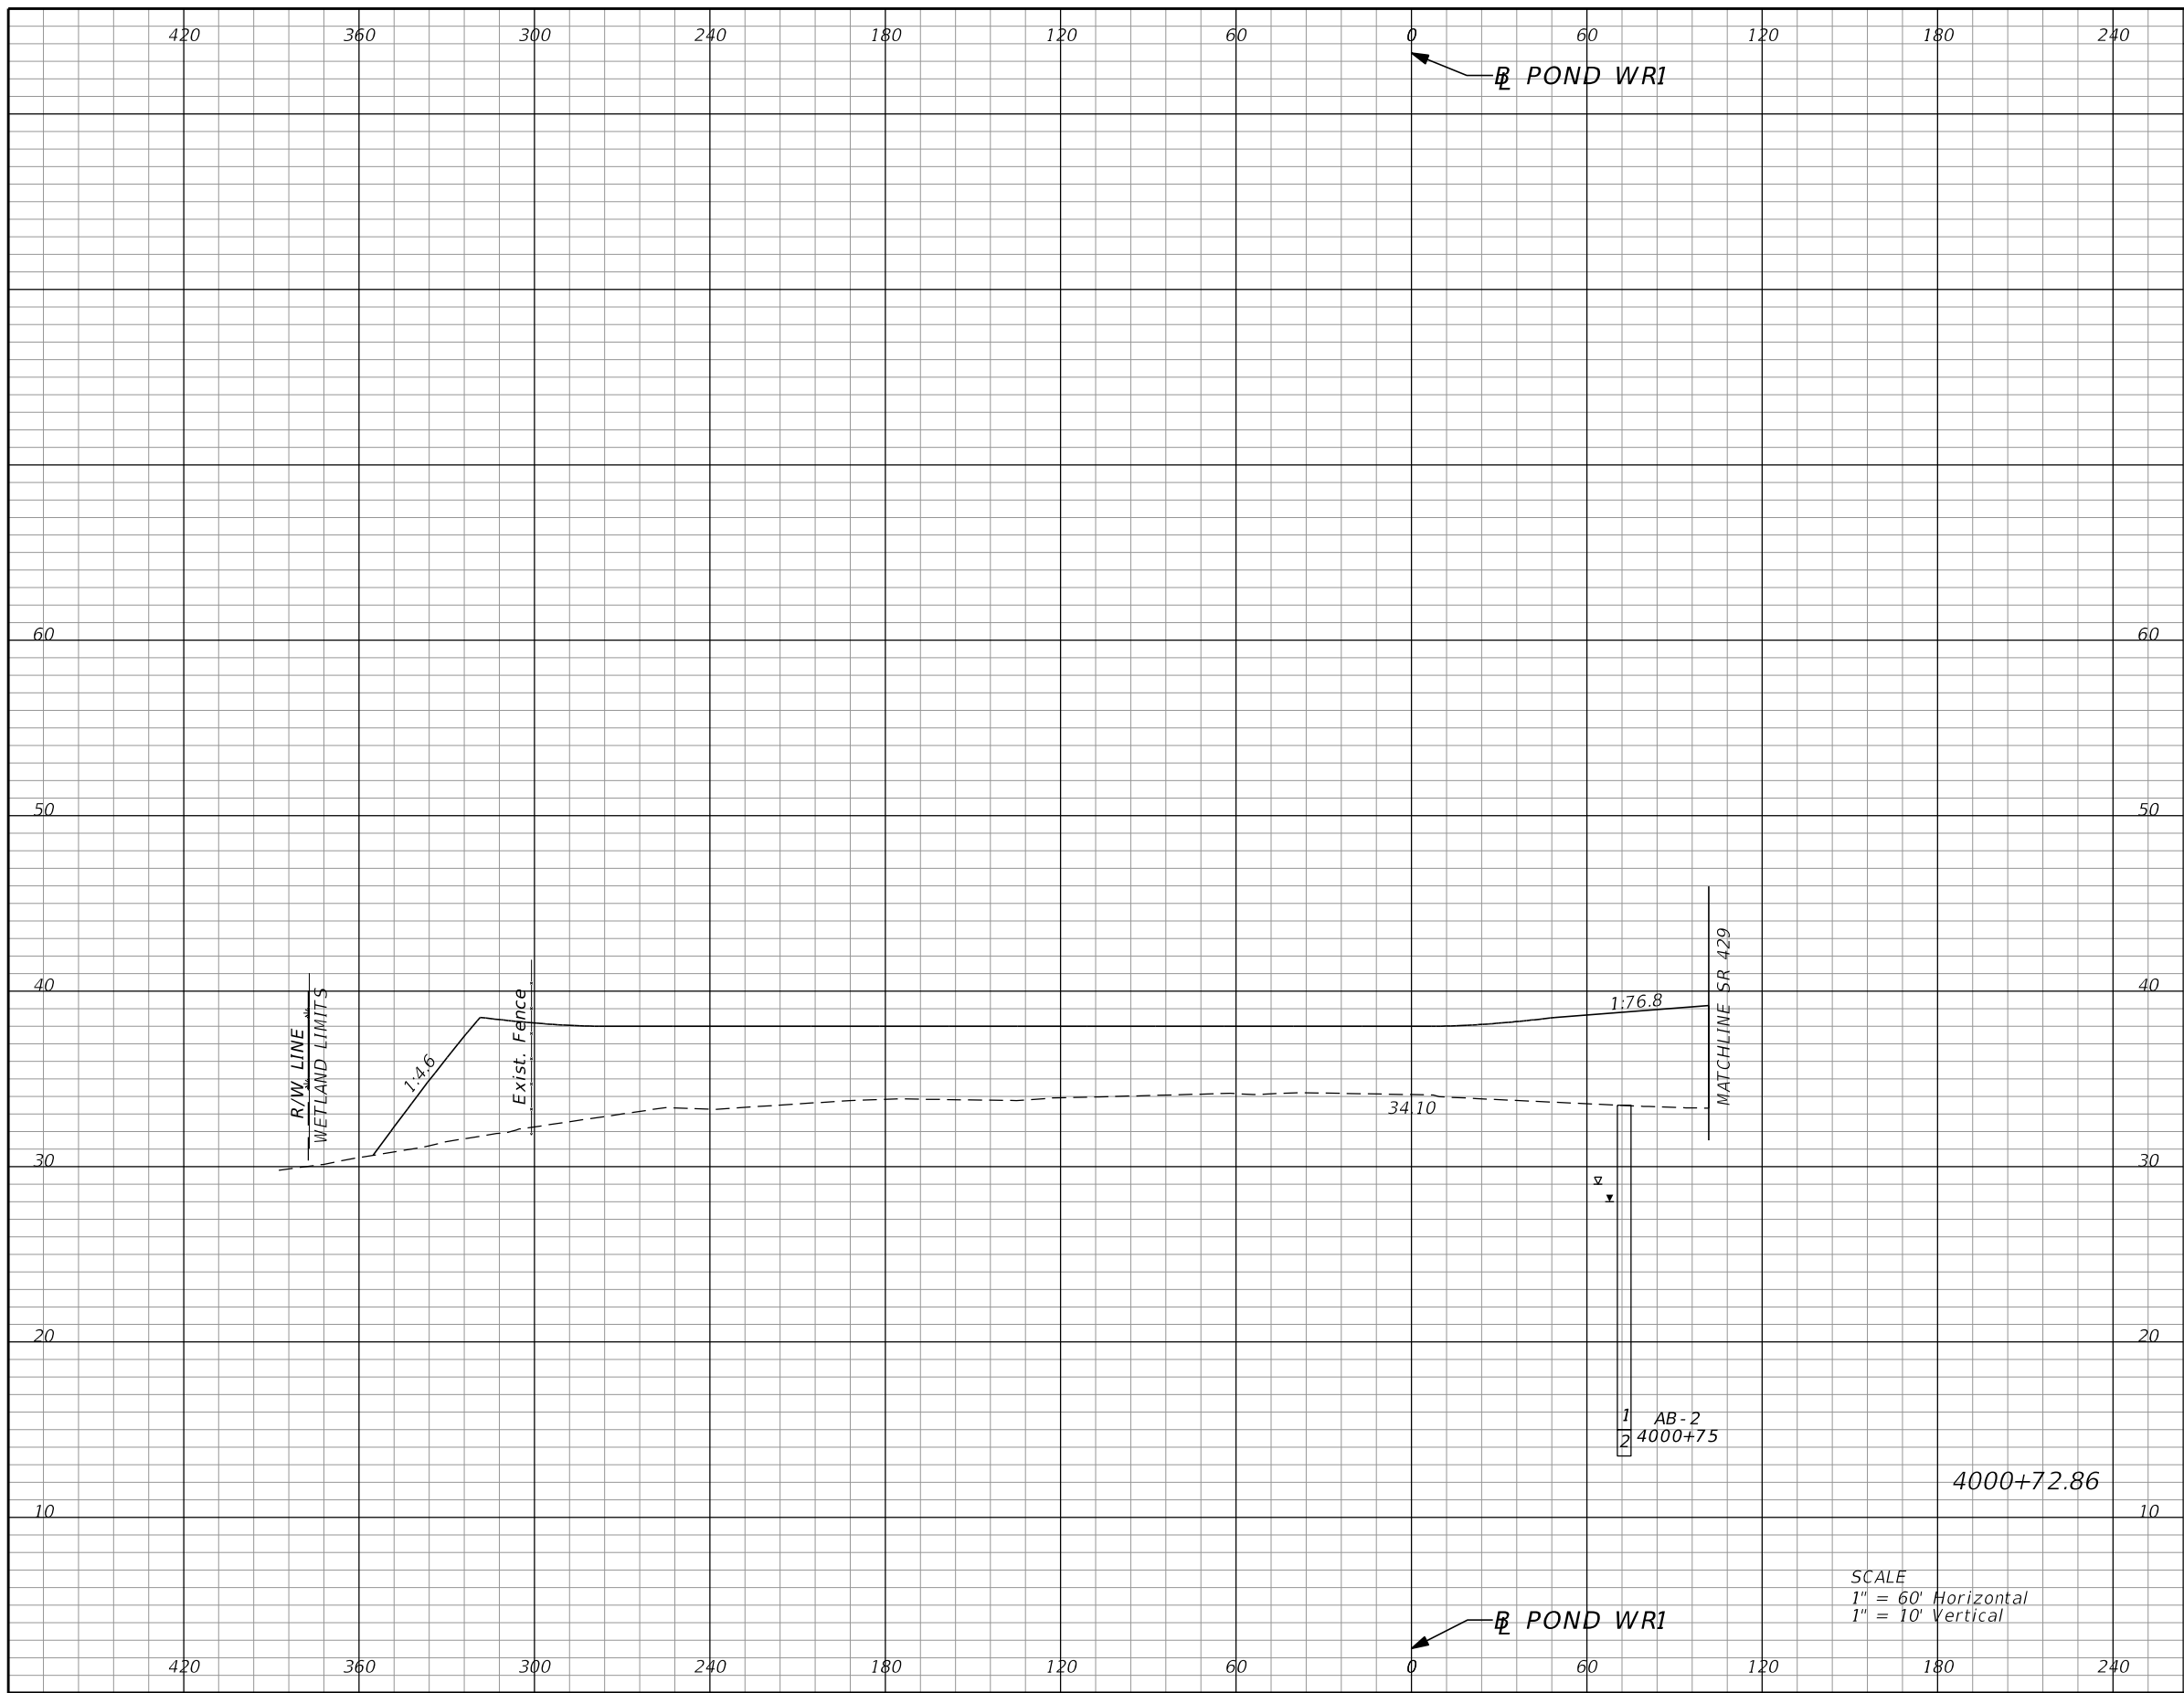 420 360 300 240 180 120 60 0 60 120 180 240
BL POND WR1
60 60
50 50
40 40
30 30
20 20
10 10
R/W LINE
WETLAND LIMITS
1:4.6
Exist. Fence
34.10
1:76.8
MATCHLINE SR 429
1
2
AB-2
4000+75
4000+72.86
SCALE
1" = 60' Horizontal
1" = 10' Vertical
BL POND WR1
420 360 300 240 180 120 60 0 60 120 180 240